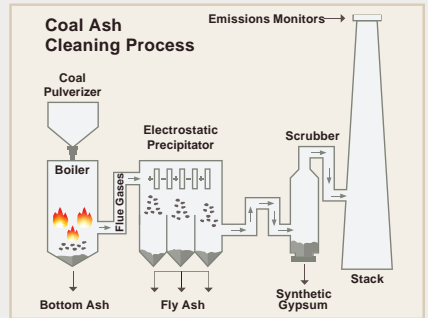 Coal Ash
Cleaning Process
Emissions Monitors
Coal
Pulverizer
Electrostatic
Precipitator
Scrubber
Boiler
Flue Gases
Stack
Bottom Ash
Fly Ash
Synthetic
Gypsum